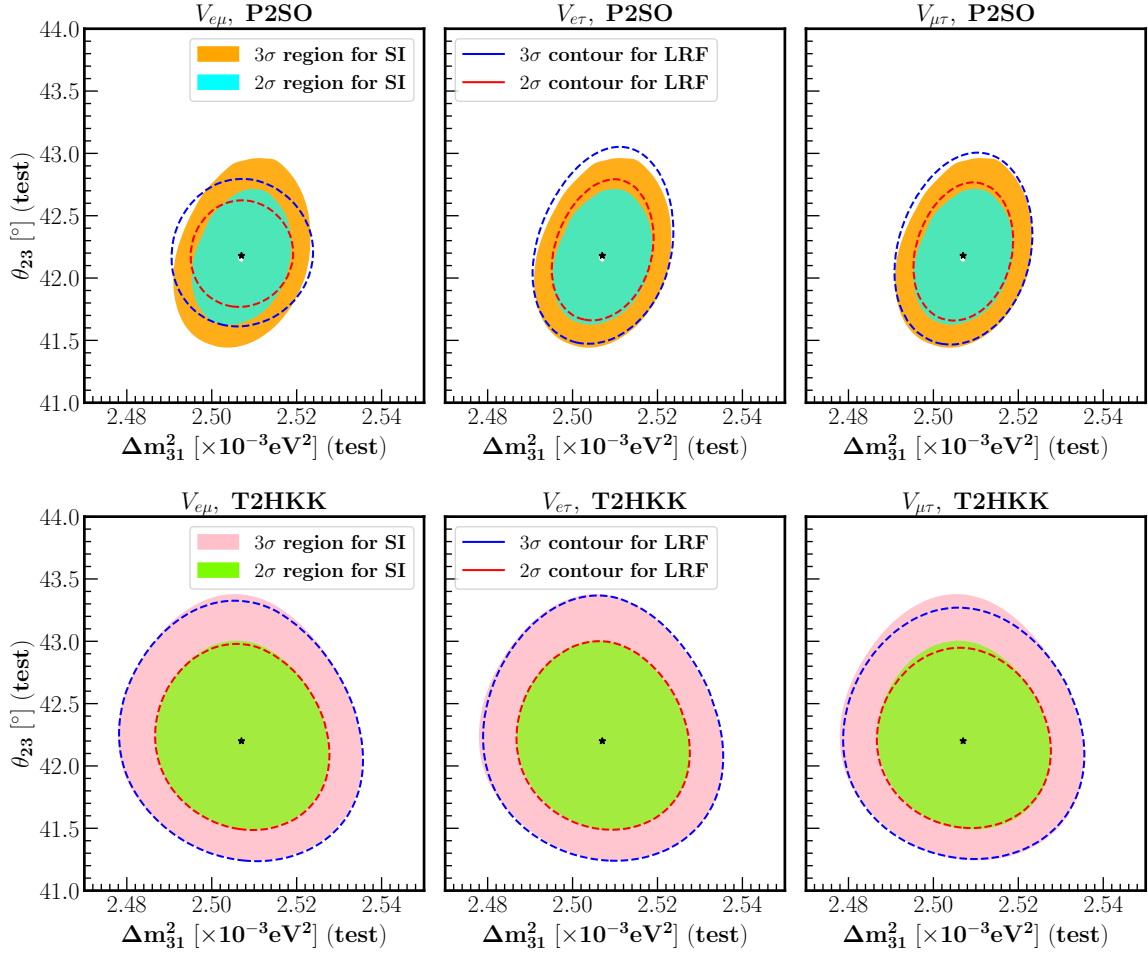 V_{eμ}, P2SO
V_{eτ}, P2SO
V_{μτ}, P2SO
3σ region for SI
2σ region for SI
3σ contour for LRF
2σ contour for LRF
44.0
43.5
43.0
42.5
42.0
41.5
41.0
θ_{23} [°] (test)
2.48 2.50 2.52 2.54
2.48 2.50 2.52 2.54
2.48 2.50 2.52 2.54
Δm²_{31} [×10⁻³eV²] (test)
Δm²_{31} [×10⁻³eV²] (test)
Δm²_{31} [×10⁻³eV²] (test)
V_{eμ}, T2HKK
V_{eτ}, T2HKK
V_{μτ}, T2HKK
3σ region for SI
2σ region for SI
3σ contour for LRF
2σ contour for LRF
44.0
43.5
43.0
42.5
42.0
41.5
41.0
θ_{23} [°] (test)
2.48 2.50 2.52 2.54
2.48 2.50 2.52 2.54
2.48 2.50 2.52 2.54
Δm²_{31} [×10⁻³eV²] (test)
Δm²_{31} [×10⁻³eV²] (test)
Δm²_{31} [×10⁻³eV²] (test)